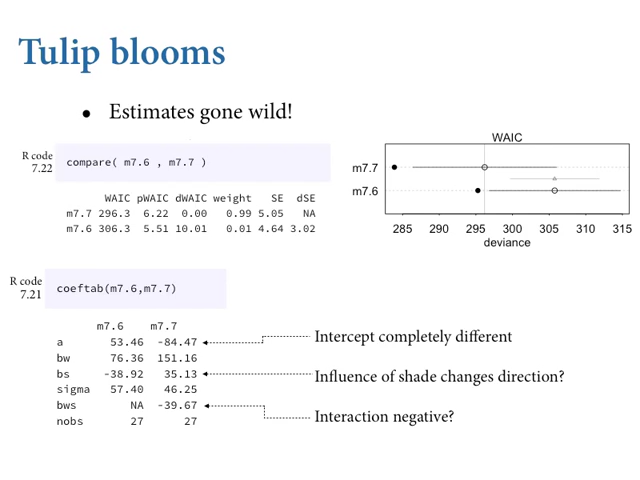 Tulip blooms
• Estimates gone wild!
R code
7.22
compare( m7.6 , m7.7 )
WAIC pWAIC dWAIC weight SE dSE
m7.7 296.3 6.22 0.00 0.99 5.05 NA
m7.6 306.3 5.51 10.01 0.01 4.64 3.02
WAIC
m7.7
m7.6
285 290 295 300 305 310 315
deviance
R code
7.21
coeftab(m7.6,m7.7)
m7.6 m7.7
a 53.46 -84.47
bw 76.36 151.16
bs -38.92 35.13
sigma 57.40 46.25
bws NA -39.67
nobs 27 27
Intercept completely different
Influence of shade changes direction?
Interaction negative?